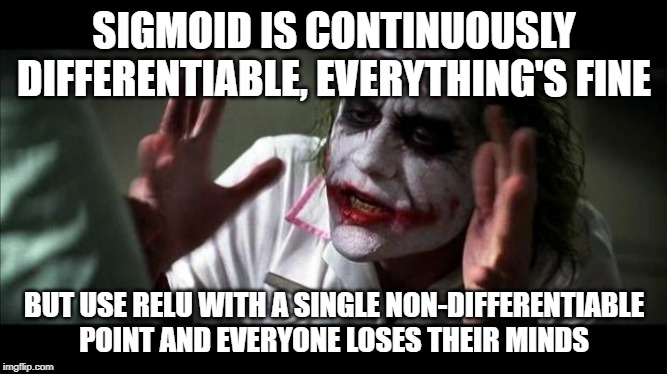 SIGMOID IS CONTINUOUSLY
DIFFERENTIABLE, EVERYTHING'S FINE
BUT USE RELU WITH A SINGLE NON-DIFFERENTIABLE
POINT AND EVERYONE LOSES THEIR MINDS
imgflip.com